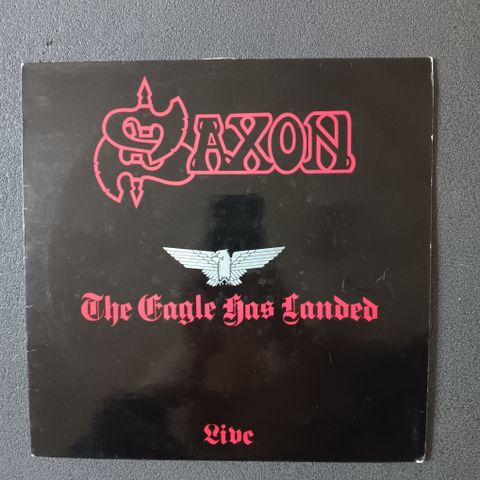 SAXON
The Eagle Has Landed
Live